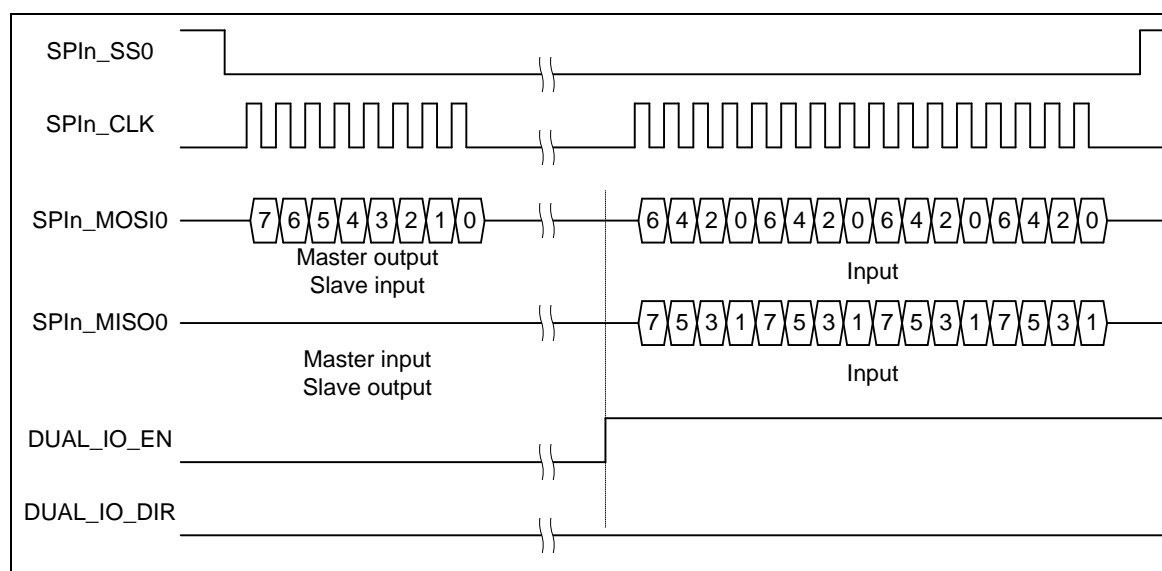 SPIn_SS0
SPIn_CLK
SPIn_MOSI0 7 6 5 4 3 2 1 0 6 4 2 0 6 4 2 0 6 4 2 0 6 4 2 0
Master output
Slave input
Input
SPIn_MISO0 7 5 3 1 7 5 3 1 7 5 3 1 7 5 3 1
Master input
Slave output
Input
DUAL_IO_EN
DUAL_IO_DIR